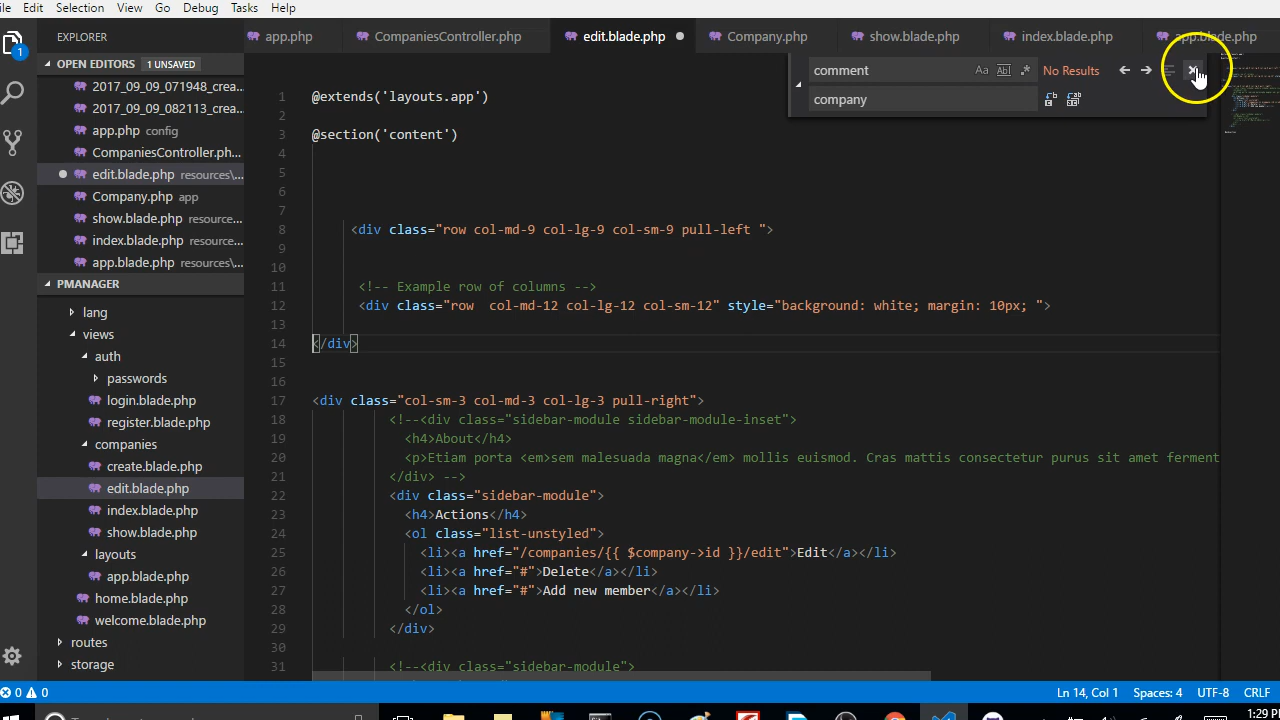 ile Edit Selection View Go Debug Tasks Help
EXPLORER
app.php CompaniesController.php edit.blade.php Company.php show.blade.php index.blade.php app.blade.php
1
OPEN EDITORS 1 UNSAVED
2017_09_09_071948_crea...
2017_09_09_082113_crea...
app.php config
CompaniesController.ph...
edit.blade.php resources\...
Company.php app
show.blade.php resource...
index.blade.php resource...
app.blade.php resources\...
PMANAGER
lang
views
auth
passwords
login.blade.php
register.blade.php
companies
create.blade.php
edit.blade.php
index.blade.php
show.blade.php
layouts
app.blade.php
home.blade.php
welcome.blade.php
routes
storage
comment Aa Abl .* No Results
company
1 @extends('layouts.app')
2
3 @section('content')
4
5
6
7
8 <div class="row col-md-9 col-lg-9 col-sm-9 pull-left ">
9
10
11 <!-- Example row of columns -->
12 <div class="row  col-md-12 col-lg-12 col-sm-12" style="background: white; margin: 10px; ">
13
14 </div>
15
16
17 <div class="col-sm-3 col-md-3 col-lg-3 pull-right">
18 <!--<div class="sidebar-module sidebar-module-inset">
19 <h4>About</h4>
20 <p>Etiam porta <em>sem malesuada magna</em> mollis euismod. Cras mattis consectetur purus sit amet ferment
21 </div> -->
22 <div class="sidebar-module">
23 <h4>Actions</h4>
24 <ol class="list-unstyled">
25 <li><a href="/companies/{{ $company->id }}/edit">Edit</a></li>
26 <li><a href="#">Delete</a></li>
27 <li><a href="#">Add new member</a></li>
28 </ol>
29 </div>
30
31 <!--<div class="sidebar-module">
0 0 Ln 14, Col 1 Spaces: 4 UTF-8 CRLF
1:29 PM